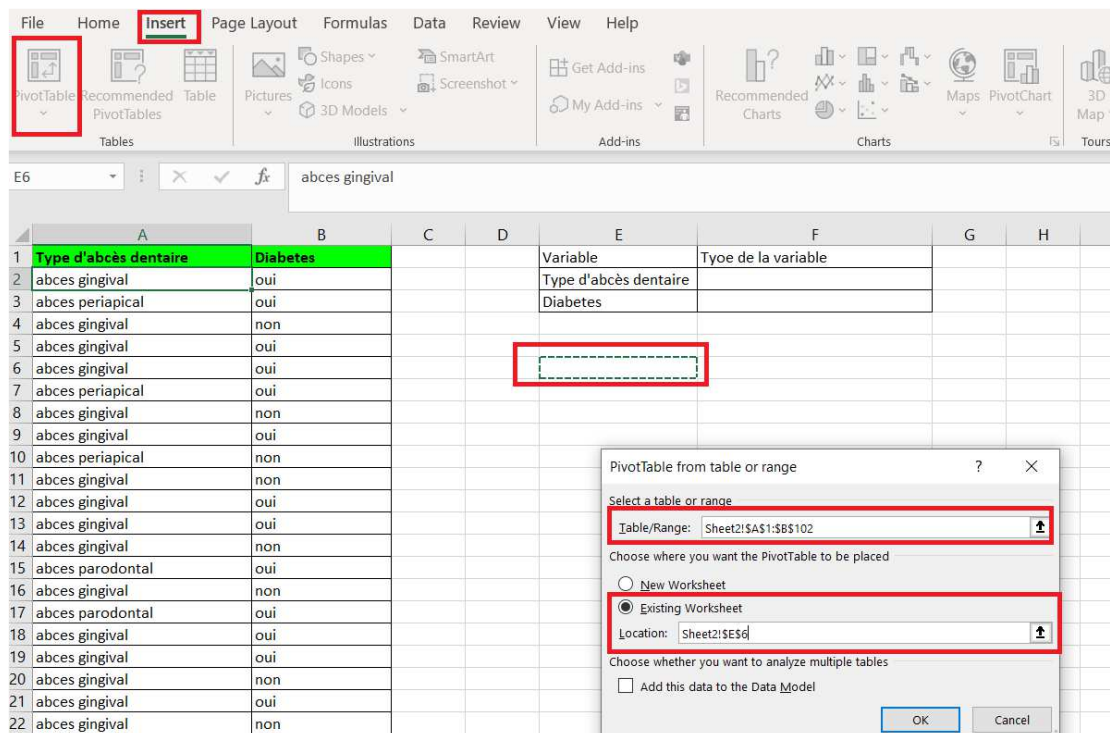 File Home Insert Page Layout Formulas Data Review View Help
PivotTable Recommended PivotTables Table Pictures Shapes Icons 3D Models SmartArt Screenshot Get Add-ins My Add-ins Recommended Charts Maps PivotChart 3D Map
Tables Illustrations Add-ins Charts Tours
E6 fx abces gingival
A B C D E F G H
1 Type d'abcès dentaire Diabetes Variable Tyoe de la variable
2 abces gingival oui Type d'abcès dentaire
3 abces periapical oui Diabetes
4 abces gingival non
5 abces gingival oui
6 abces gingival oui
7 abces periapical oui
8 abces gingival non
9 abces gingival oui
10 abces periapical non
11 abces gingival non
12 abces gingival oui
13 abces gingival oui
14 abces gingival non
15 abces parodontal oui
16 abces gingival non
17 abces parodontal oui
18 abces gingival oui
19 abces gingival oui
20 abces gingival non
21 abces gingival oui
22 abces gingival non
PivotTable from table or range ?
Select a table or range
Table/Range: Sheet2!$A$1:$B$102
Choose where you want the PivotTable to be placed
New Worksheet
Existing Worksheet
Location: Sheet2!$E$6
Choose whether you want to analyze multiple tables
Add this data to the Data Model
OK Cancel